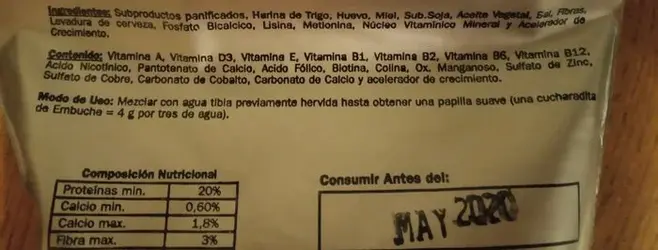 Ingredientes: Subproductos panificados, Harina de Trigo, Huevo, Miel, Sub.Soja, Aceite Vegetal, Sal, Fibras,
Levadura de cerveza, Fosfato Bicalcico, Lisina, Metionina, Núcleo Vitamínico Mineral y Acelerador de
Crecimiento.
Contenido: Vitamina A, Vitamina D3, Vitamina E, Vitamina B1, Vitamina B2, Vitamina B6, Vitamina B12,
Acido Nicotínico, Pantotenato de Calcio, Acido Fólico, Biotina, Colina, Ox. Manganoso, Sulfato de Zinc,
Sulfato de Cobre, Carbonato de Cobalto, Carbonato de Calcio y acelerador de crecimiento.
Modo de Uso: Mezclar con agua tibia previamente hervida hasta obtener una papilla suave (una cucharadita
de Embuche = 4 g por tres de agua).
Composición Nutricional
Proteínas min. 20%
Calcio min. 0,60%
Calcio max. 1,8%
Fibra max. 3%
Consumir Antes del:
MAY 2020